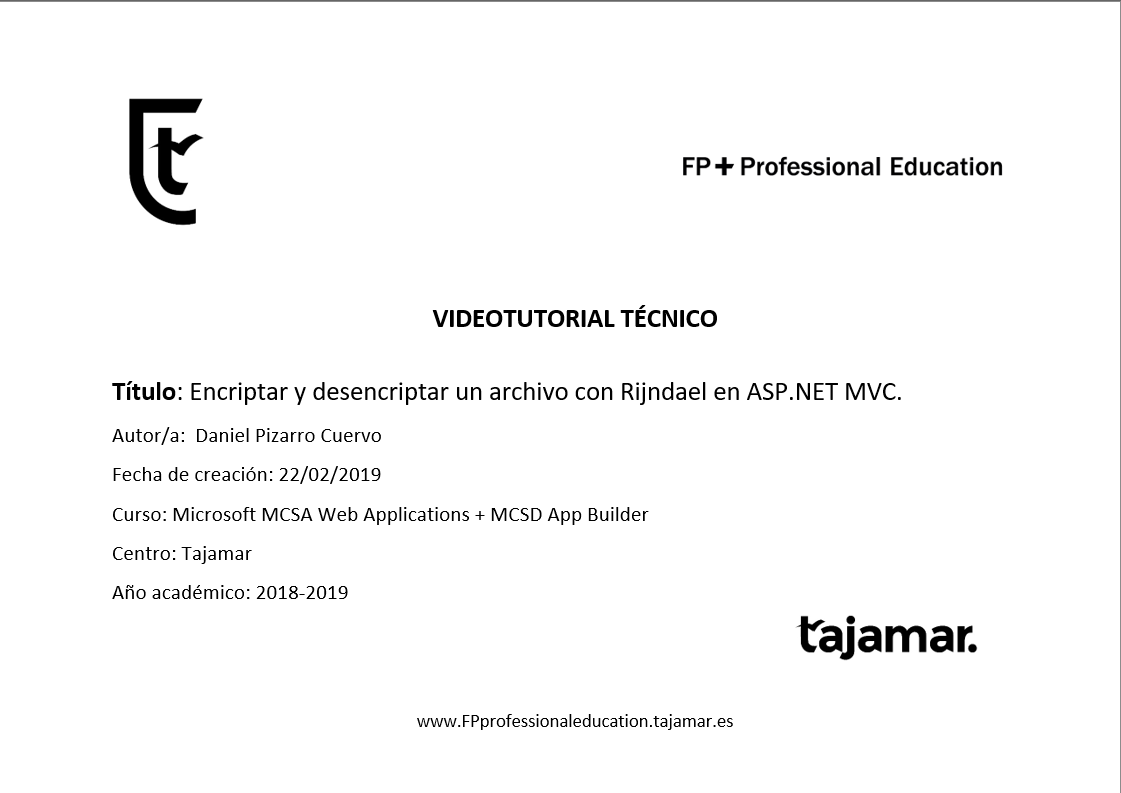 FP+ Professional Education
VIDEOTUTORIAL TÉCNICO
Título: Encriptar y desencriptar un archivo con Rijndael en ASP.NET MVC.
Autor/a:  Daniel Pizarro Cuervo
Fecha de creación: 22/02/2019
Curso: Microsoft MCSA Web Applications + MCSD App Builder
Centro: Tajamar
Año académico: 2018-2019
tajamar.
www.FPprofessionaleducation.tajamar.es